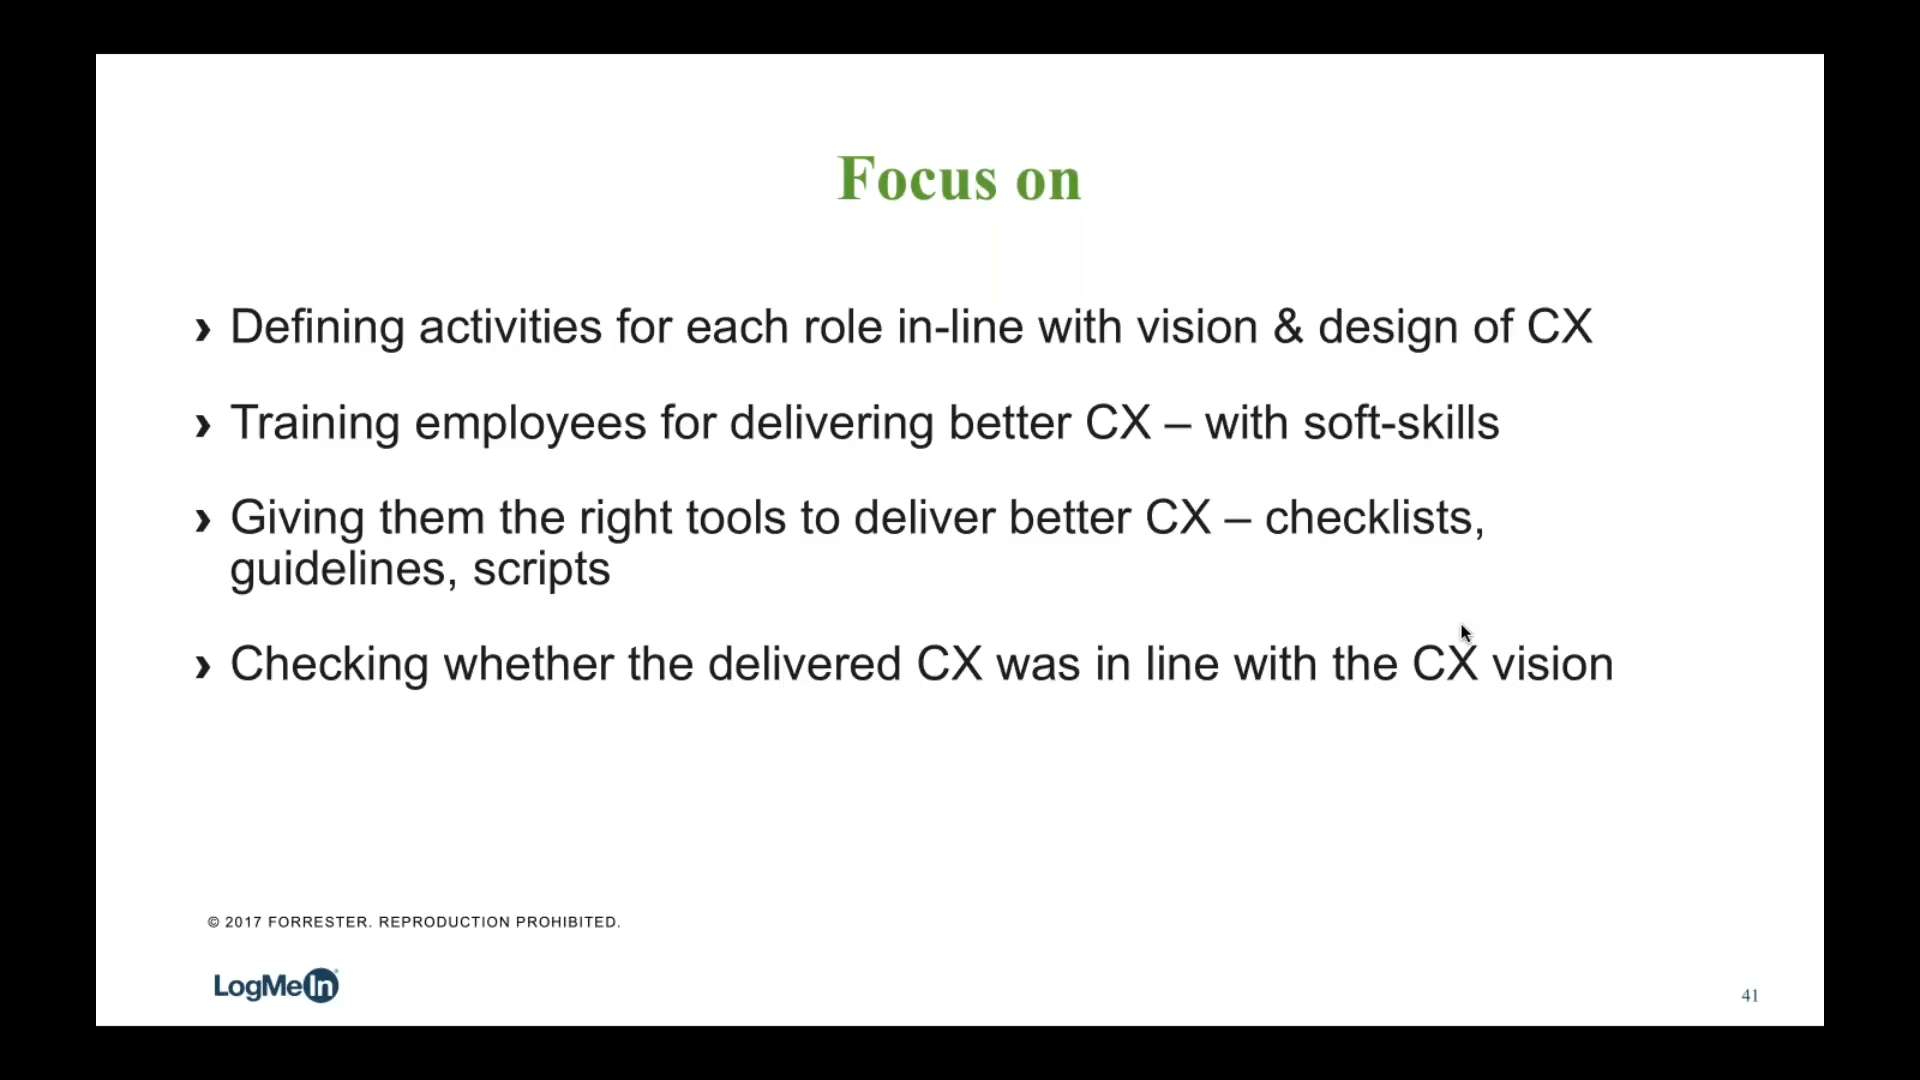 Focus on
› Defining activities for each role in-line with vision & design of CX
› Training employees for delivering better CX – with soft-skills
› Giving them the right tools to deliver better CX – checklists,
guidelines, scripts
› Checking whether the delivered CX was in line with the CX vision
© 2017 FORRESTER. REPRODUCTION PROHIBITED.
LogMeIn
41